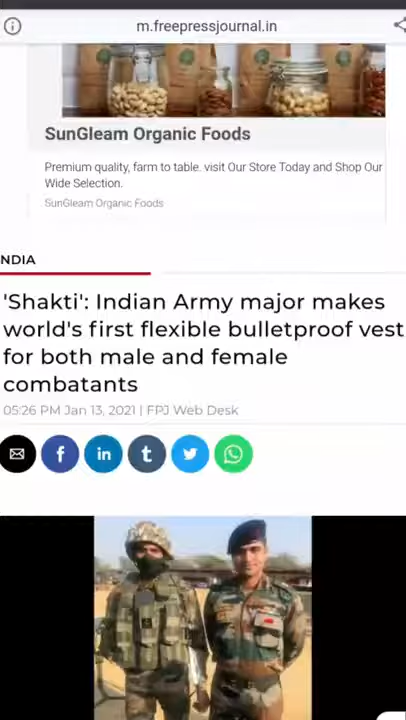 m.freepressjournal.in
SunGleam Organic Foods
Premium quality, farm to table. visit Our Store Today and Shop Our
Wide Selection.
SunGleam Organic Foods
NDIA
'Shakti': Indian Army major makes
world's first flexible bulletproof vest
for both male and female
combatants
05:26 PM Jan 13, 2021 | FPJ Web Desk